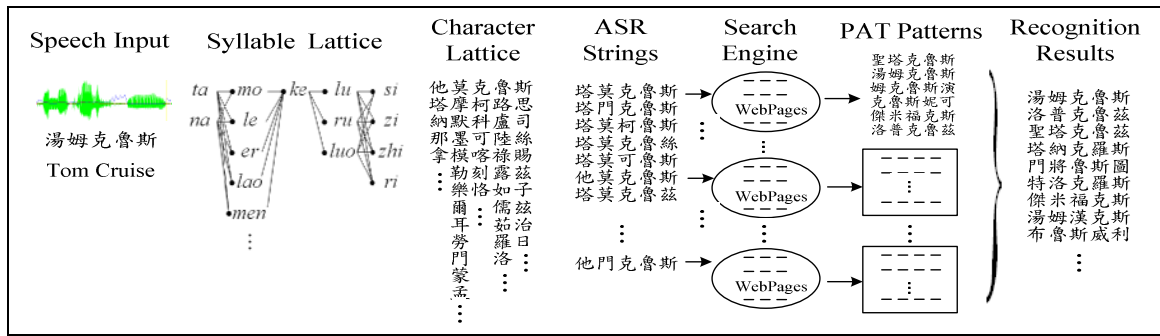 Speech Input
湯姆克魯斯
Tom Cruise
Syllable Lattice
ta mo ke lu si
na le ru zi
er luo zhi
lao ri
men
⋮
Character
Lattice
他莫克魯斯
塔摩柯路思
納默科盧司
那墨可陸絲
拿模喀祿賜
⋮ 勒刻露茲
樂恪如子
爾⋮儒茲
耳茹治
勞羅日
門洛⋮
蒙⋮
孟
⋮
ASR
Strings
塔莫克魯斯
塔門克魯斯
塔莫柯魯斯
塔莫克魯絲
塔莫可魯斯
他莫克魯斯
塔莫克魯茲
⋮
他門克魯斯
Search
Engine
WebPages
WebPages
WebPages
PAT Patterns
聖塔克魯斯
湯姆克魯斯
姆克魯斯演
克魯斯妮可
傑米福克斯
洛普克魯茲
Recognition
Results
湯姆克魯斯
洛普克魯茲
聖塔克魯茲
塔納克羅斯
門將魯斯圖
特洛克羅斯
傑米福克斯
湯姆漢克斯
布魯斯威利
⋮